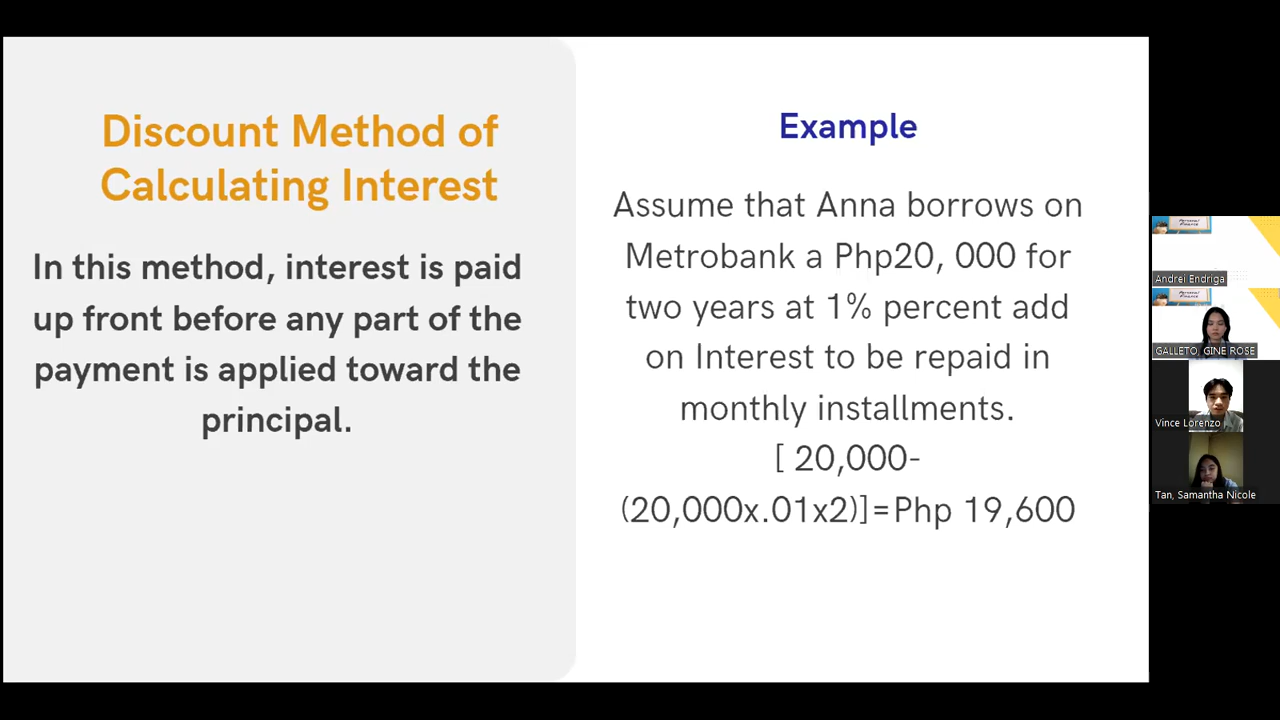 Discount Method of
Calculating Interest
In this method, interest is paid
up front before any part of the
payment is applied toward the
principal.
Example
Assume that Anna borrows on
Metrobank a Php20, 000 for
two years at 1% percent add
on Interest to be repaid in
monthly installments.
[ 20,000-
(20,000x.01x2)]=Php 19,600
Andrei Endriga
GALLETO, GINE ROSE
Vince Lorenzo
Tan, Samantha Nicole